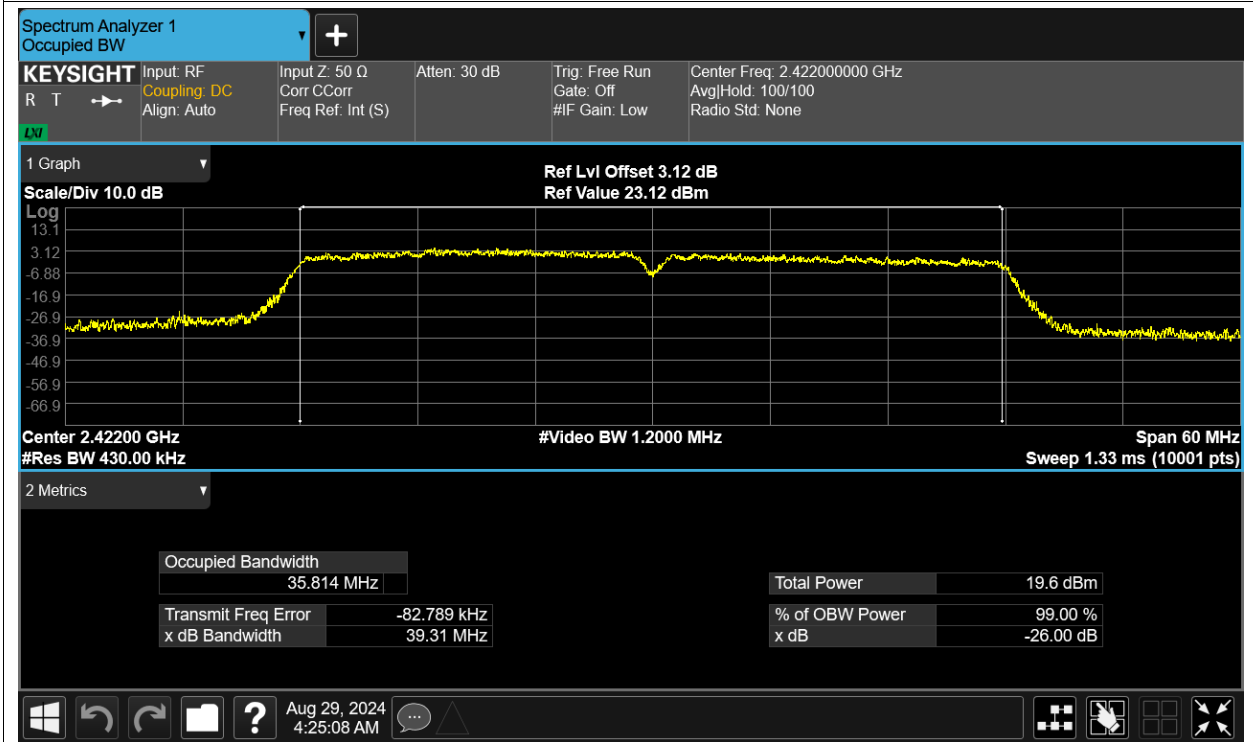 Spectrum Analyzer 1
Occupied BW
KEYSIGHT
R T
LXI
Input: RF
Coupling: DC
Align: Auto
Input Z: 50 Ω
Corr CCorr
Freq Ref: Int (S)
Atten: 30 dB
Trig: Free Run
Gate: Off
#IF Gain: Low
Center Freq: 2.422000000 GHz
Avg|Hold: 100/100
Radio Std: None
1 Graph
Scale/Div 10.0 dB
Ref Lvl Offset 3.12 dB
Ref Value 23.12 dBm
Log
13.1
3.12
-6.88
-16.9
-26.9
-36.9
-46.9
-56.9
-66.9
Center 2.42200 GHz
#Video BW 1.2000 MHz
Span 60 MHz
#Res BW 430.00 kHz
Sweep 1.33 ms (10001 pts)
2 Metrics
Occupied Bandwidth
35.814 MHz
Total Power 19.6 dBm
Transmit Freq Error -82.789 kHz
% of OBW Power 99.00 %
x dB Bandwidth 39.31 MHz
x dB -26.00 dB
?
Aug 29, 2024
4:25:08 AM